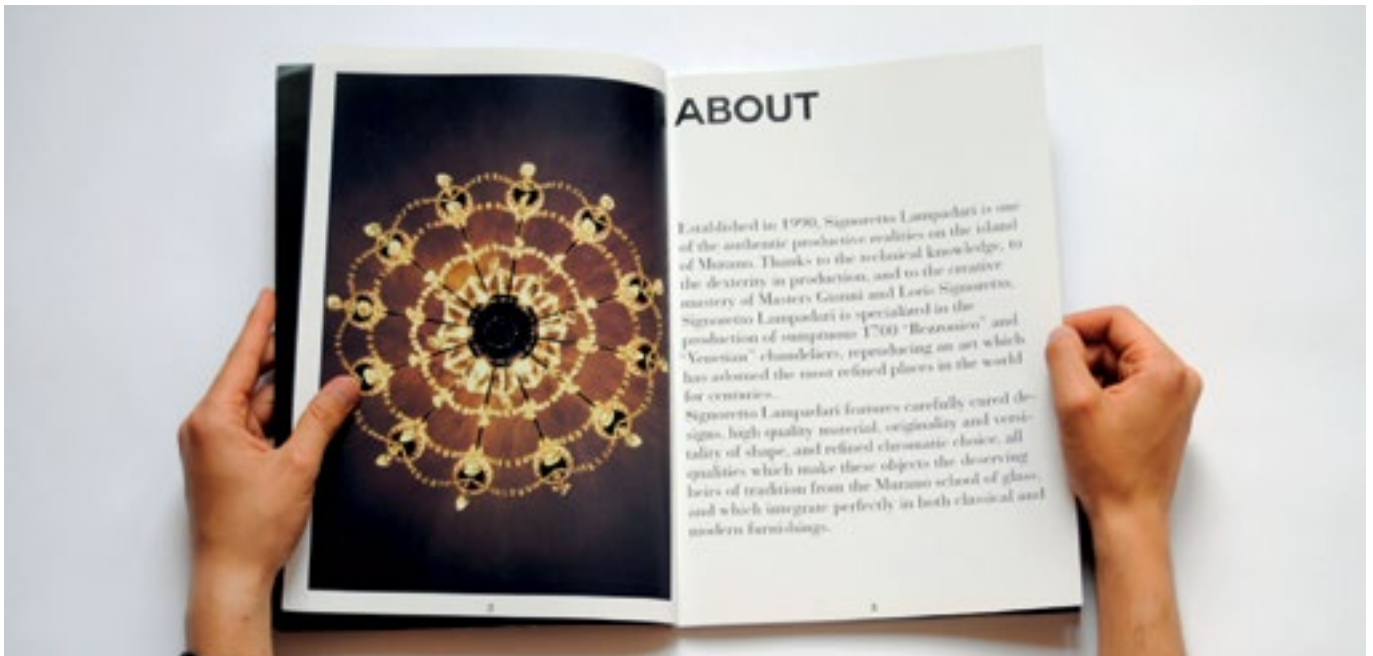 ABOUT
Established in 1990, Signoretto Lampadari is one
of the authentic productive realities on the island
of Murano. Thanks to the technical knowledge, to
the dexterity in production, and to the creative
mastery of Masters Gianni and Loris Signoretto,
Signoretto Lampadari is specialized in the
production of sumptuous 1700 "Rezzonico" and
"Venetian" chandeliers, reproducing an art which
has adorned the most refined places in the world
for centuries.
Signoretto Lampadari features carefully cured de-
signs, high quality material, originality and versa-
tality of shape, and refined chromatic choice, all
qualities which make these objects the deserving
heirs of tradition from the Murano school of glass,
and which integrate perfectly in both classical and
modern furnishings.